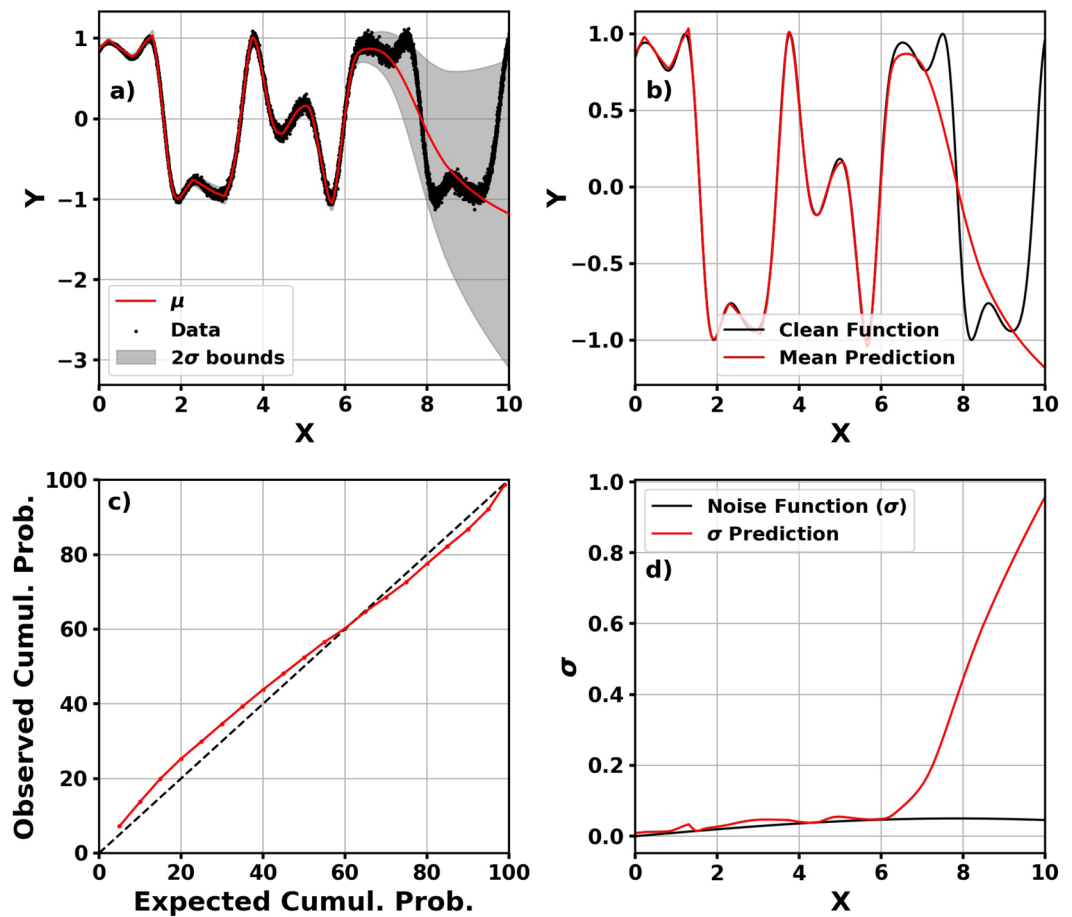 a)
1
0
−1
−2
−3
Y
μ
Data
2σ bounds
0 2 4 6 8 10
X
b)
1.0
0.5
0.0
−0.5
−1.0
Y
Clean Function
Mean Prediction
0 2 4 6 8 10
X
c)
100
80
60
40
20
0
Observed Cumul. Prob.
0 20 40 60 80 100
Expected Cumul. Prob.
1.0
0.8
0.6
0.4
0.2
0.0
σ
Noise Function (σ)
σ Prediction
d)
0 2 4 6 8 10
X